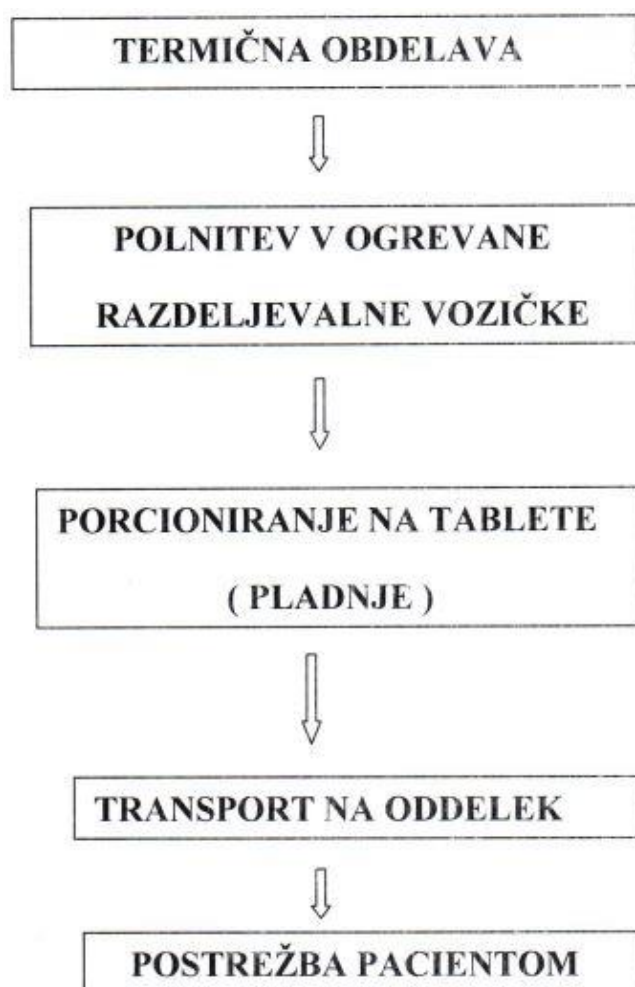 TERMIČNA OBDELAVA
POLNITEV V OGREVANE
RAZDELJEVALNE VOZIČKE
PORCIONIRANJE NA TABLETE
( PLADNJE )
TRANSPORT NA ODDELEK
POSTREŽBA PACIENTOM